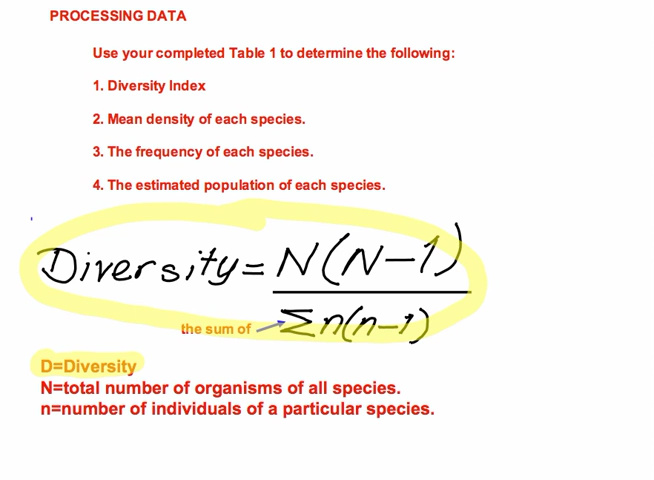 PROCESSING DATA
Use your completed Table 1 to determine the following:
1. Diversity Index
2. Mean density of each species.
3. The frequency of each species.
4. The estimated population of each species.
Diversity = N(N-1)
the sum of Σn(n-1)
D=Diversity
N=total number of organisms of all species.
n=number of individuals of a particular species.